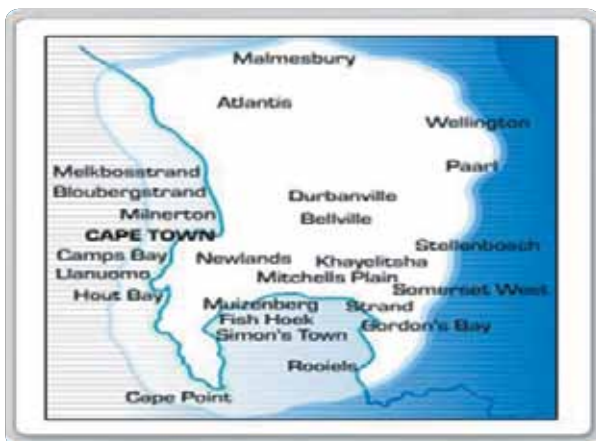 Malmesbury
Atlantis
Wellington
Paarl
Melkbosstrand
Bloubergstrand
Durbanville
Milnerton
Bellville
CAPE TOWN
Stellenbosch
Camps Bay
Newlands
Khayelitsha
Llanuomo
Mitchells Plain
Somerset West
Hout Bay
Muizenberg
Strand
Fish Hoek
Gordon's Bay
Simon's Town
Rooiels
Cape Point